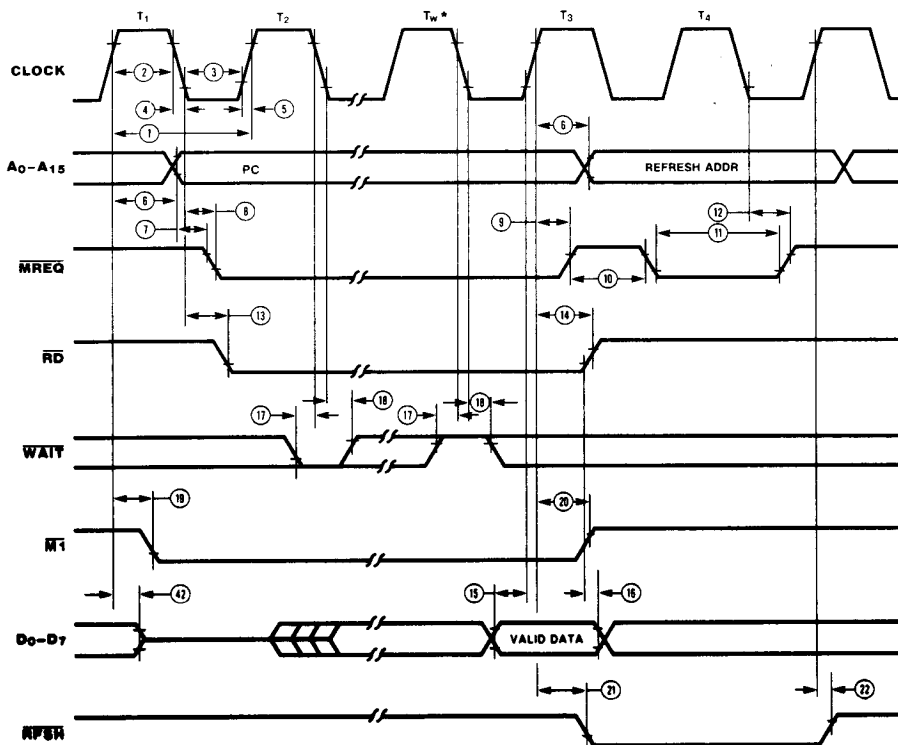 T1 T2 Tw* T3 T4
CLOCK
2 3
4 5
1 6
A0–A15 PC REFRESH ADDR
6 8 12
7 9 11
MREQ
10
13 14
RD
17 18 17 18
WAIT
19 20
M1
42 15 16
D0–D7 VALID DATA
21 22
RFSH